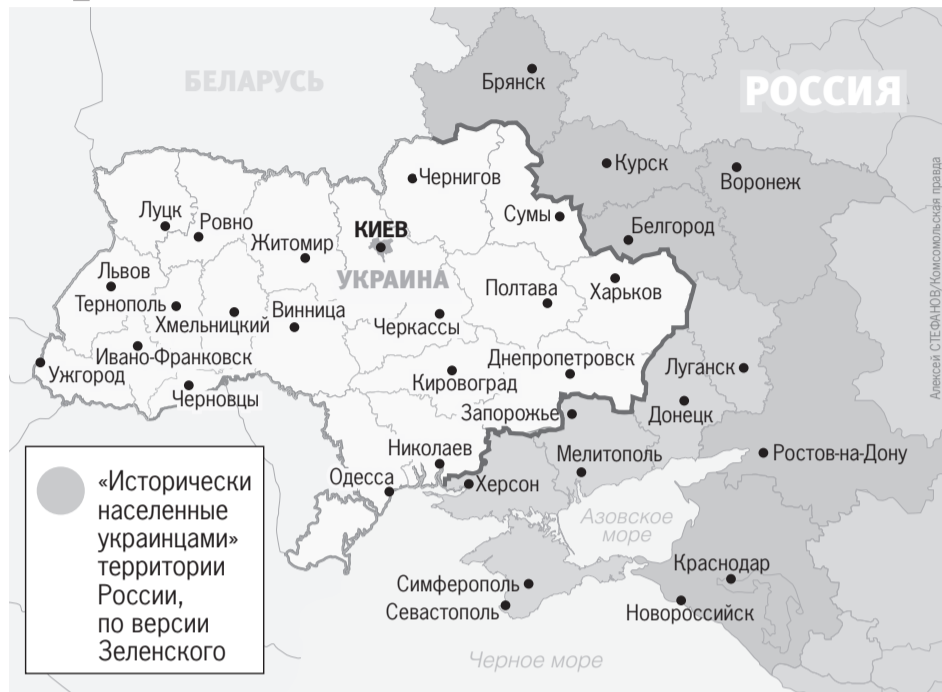 БЕЛАРУСЬ
РОССИЯ
Брянск
Курск
Воронеж
Чернигов
Сумы
Белгород
Луцк
Ровно
Житомир
КИЕВ
УКРАИНА
Львов
Тернополь
Хмельницкий
Винница
Полтава
Харьков
Черкассы
Ивано-Франковск
Ужгород
Черновцы
Днепропетровск
Кировоград
Луганск
Донецк
Запорожье
Николаев
Одесса
Херсон
Мелитополь
Ростов-на-Дону
Азовское
море
Краснодар
Симферополь
Севастополь
Новороссийск
Черное море
«Исторически
населенные
украинцами»
территории
России,
по версии
Зеленского
Алексей СТЕФАНОВ/Комсомольская правда